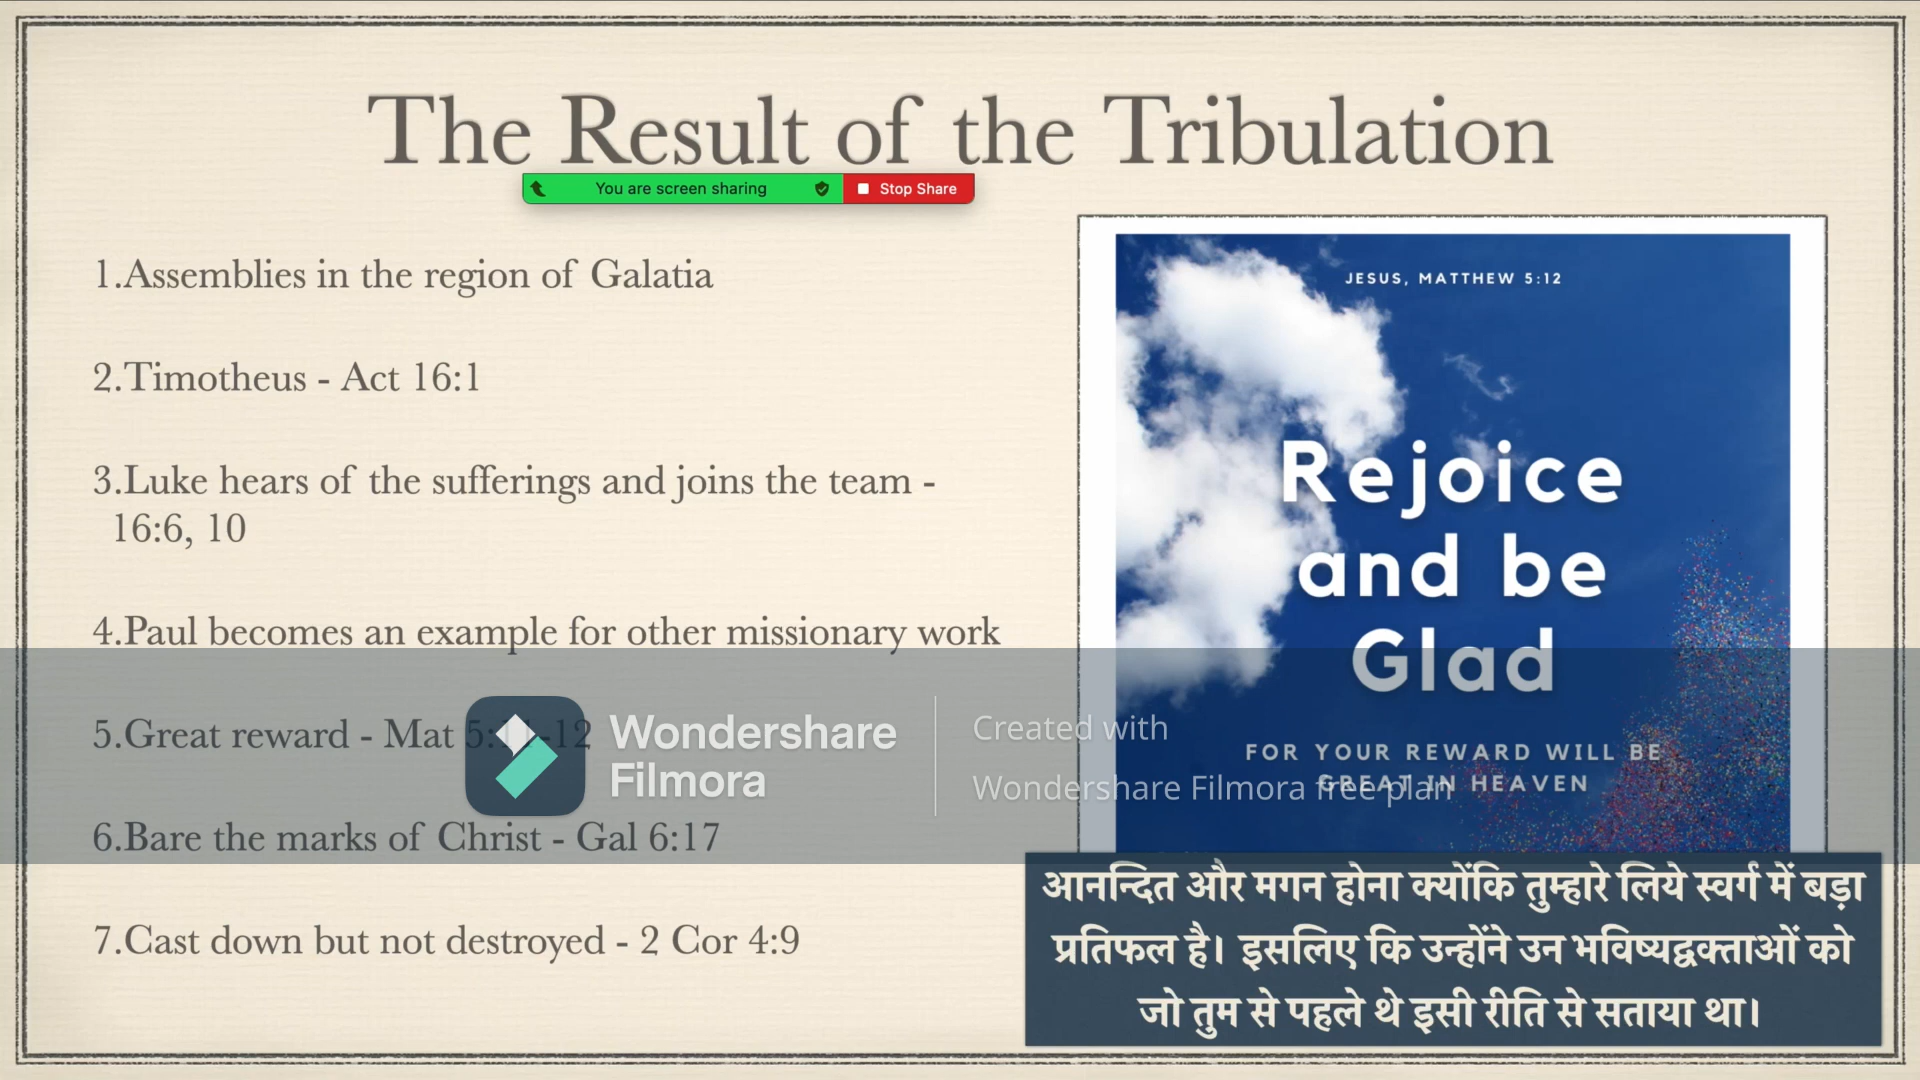 The Result of the Tribulation
You are screen sharing
Stop Share
1.Assemblies in the region of Galatia
2.Timotheus - Act 16:1
3.Luke hears of the sufferings and joins the team -
16:6, 10
4.Paul becomes an example for other missionary work
5.Great reward - Mat 5:11-12
6.Bare the marks of Christ - Gal 6:17
7.Cast down but not destroyed - 2 Cor 4:9
JESUS, MATTHEW 5:12
Rejoice
and be
Glad
FOR YOUR REWARD WILL BE
GREAT IN HEAVEN
Wondershare
Filmora
Created with
Wondershare Filmora free plan
आनन्दित और मगन होना क्योंकि तुम्हारे लिये स्वर्ग में बड़ा
प्रतिफल है। इसलिए कि उन्होंने उन भविष्यद्वक्ताओं को
जो तुम से पहले थे इसी रीति से सताया था।